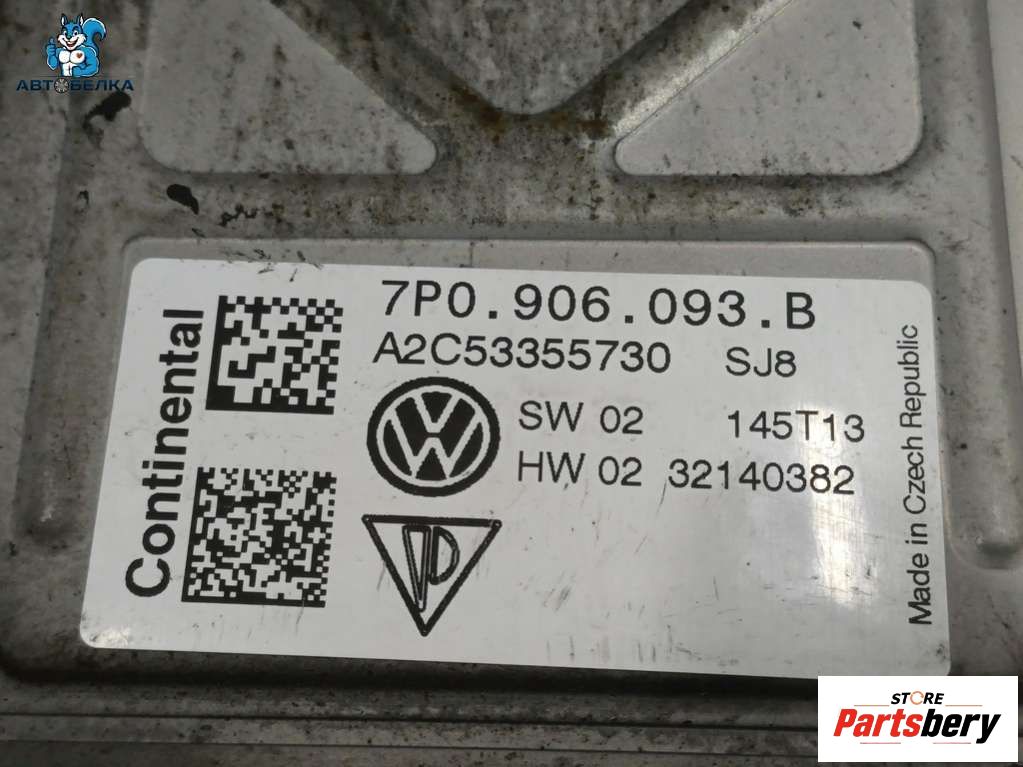 АВТОБЕЛКА
7P0.906.093.B
A2C53355730 SJ8
SW 02 145T13
HW 02 32140382
Continental
Made in Czech Republic
STORE
Partsbery